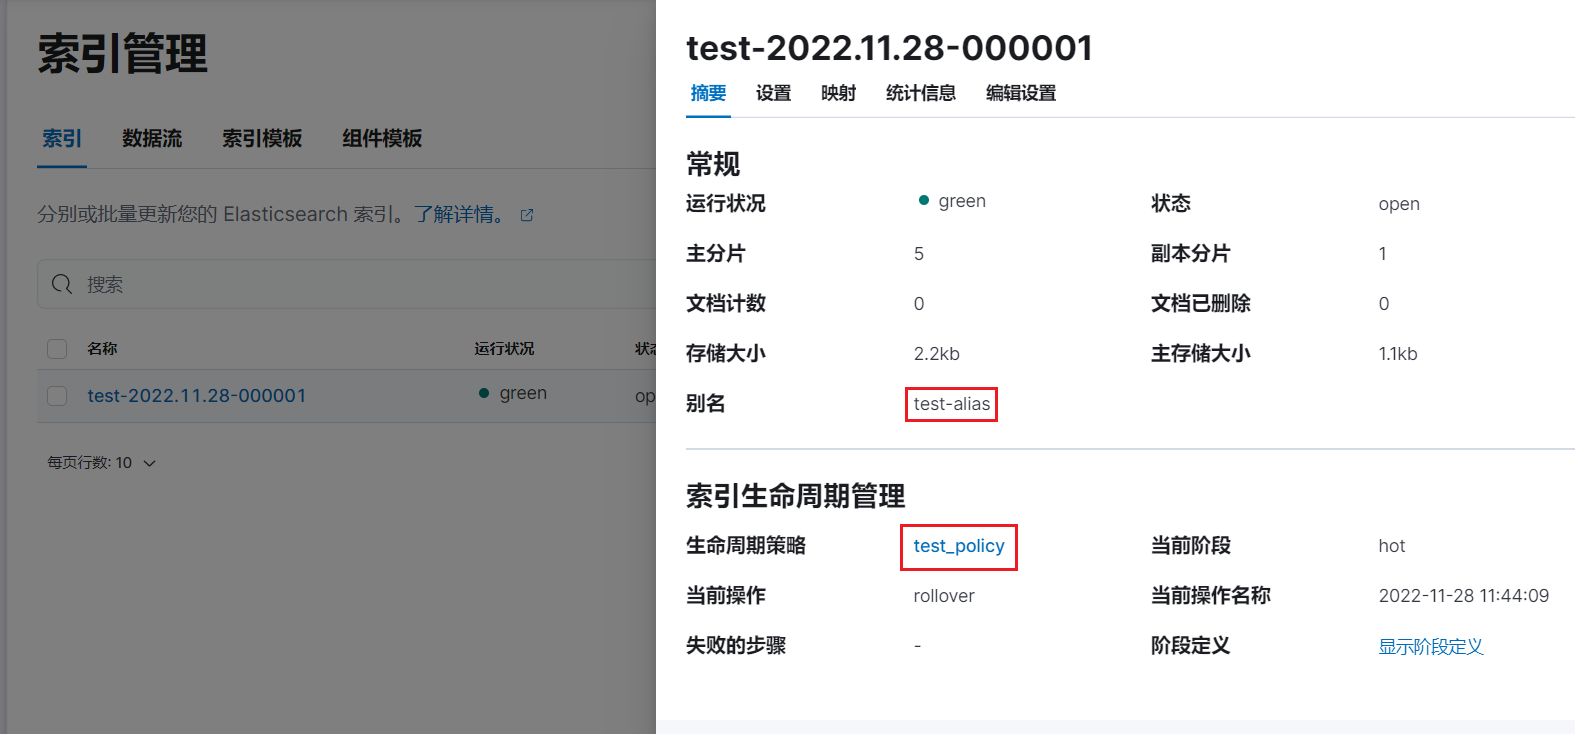 索引管理
索引 数据流 索引模板 组件模板
分别或批量更新您的 Elasticsearch 索引。了解详情。
搜索
名称 运行状况 状态
test-2022.11.28-000001 green op
每页行数: 10
test-2022.11.28-000001
摘要 设置 映射 统计信息 编辑设置
常规
运行状况 green 状态 open
主分片 5 副本分片 1
文档计数 0 文档已删除 0
存储大小 2.2kb 主存储大小 1.1kb
别名 test-alias
索引生命周期管理
生命周期策略 test_policy 当前阶段 hot
当前操作 rollover 当前操作名称 2022-11-28 11:44:09
失败的步骤 - 阶段定义 显示阶段定义